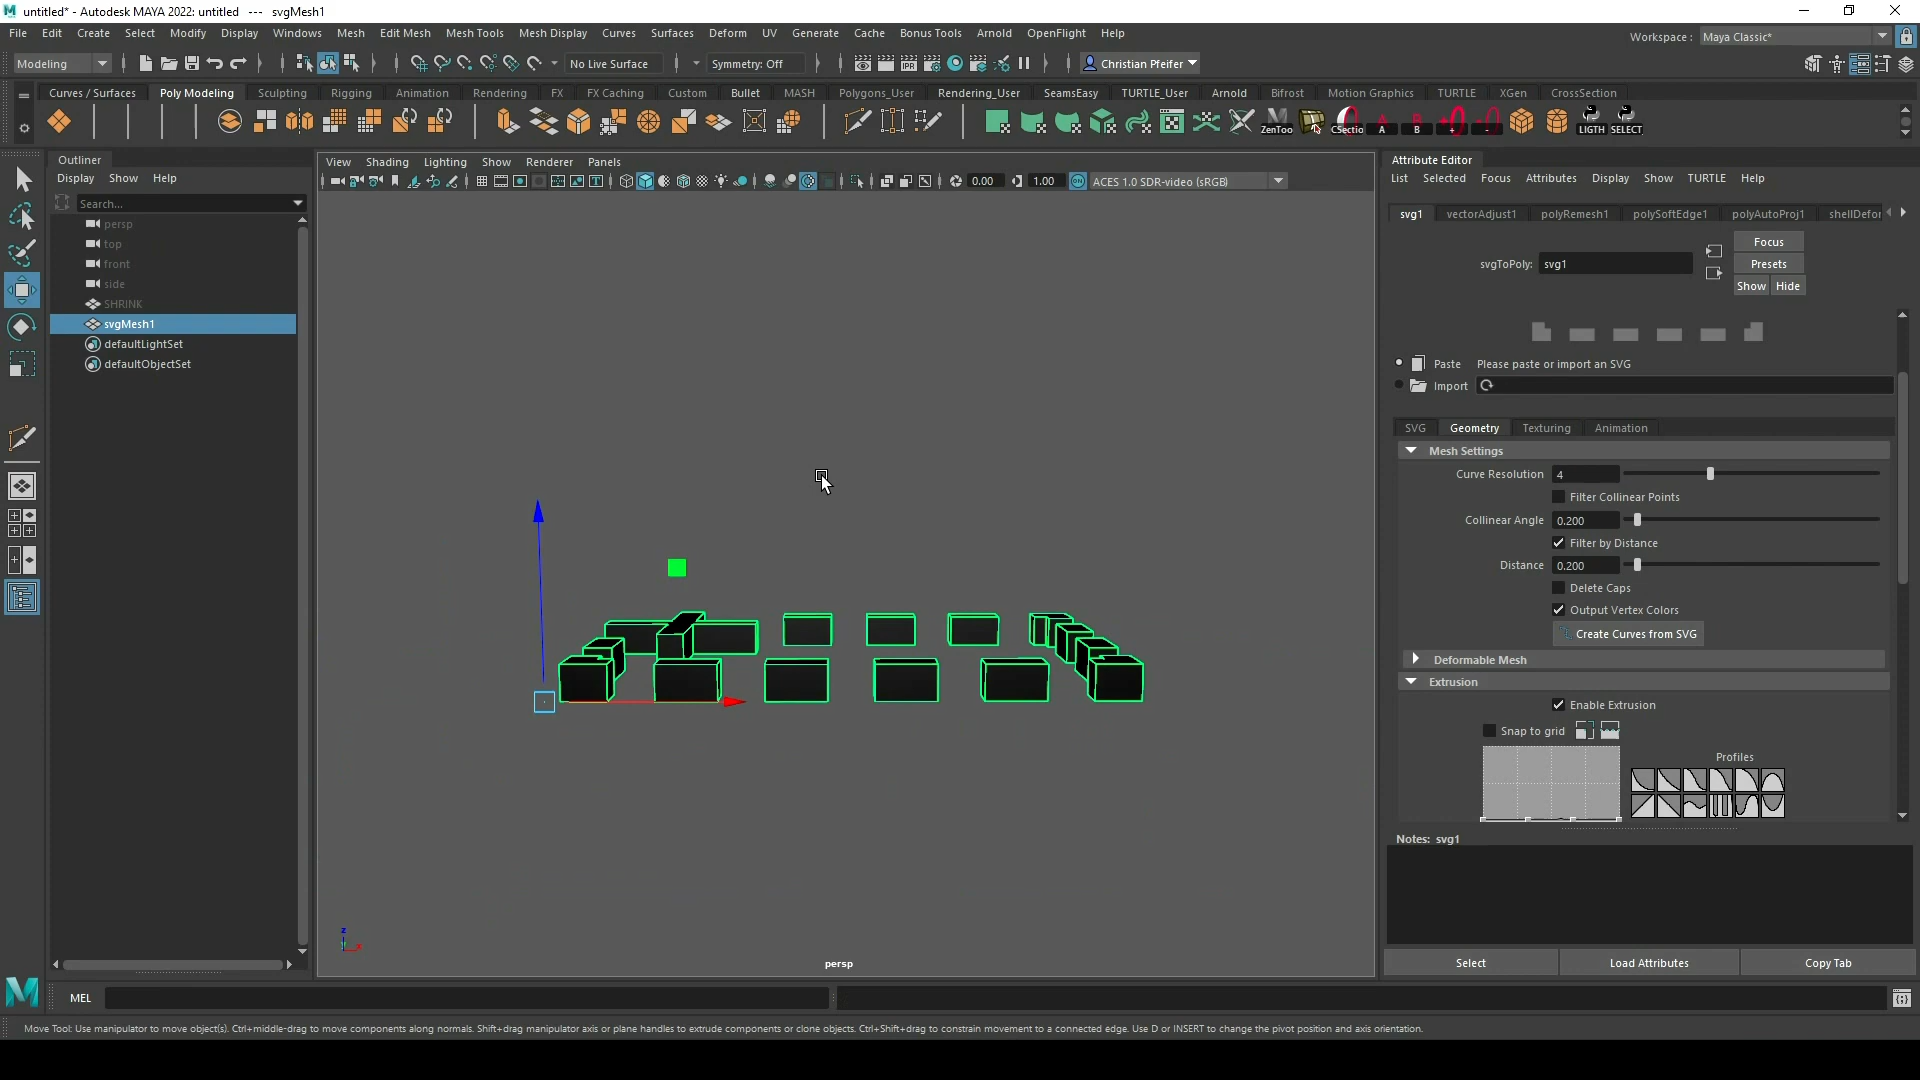 untitled* - Autodesk MAYA 2022: untitled --- svgMesh1
File Edit Create Select Modify Display Windows Mesh Edit Mesh Mesh Tools Mesh Display Curves Surfaces Deform UV Generate Cache Bonus Tools Arnold OpenFlight Help
Workspace : Maya Classic*
Modeling No Live Surface Symmetry: Off Christian Pfeifer
Curves / Surfaces Poly Modeling Sculpting Rigging Animation Rendering FX FX Caching Custom Bullet MASH Polygons_User Rendering_User SeamsEasy TURTLE_User Arnold Bifrost Motion Graphics TURTLE XGen CrossSection
ZenToo CSectio A B + - LIGTH SELECT
Outliner
Display Show Help
Search...
persp
top
front
side
SHRINK
svgMesh1
defaultLightSet
defaultObjectSet
View Shading Lighting Show Renderer Panels
0.00 1.00 ACES 1.0 SDR-video (sRGB)
z
x
persp
Attribute Editor
List Selected Focus Attributes Display Show TURTLE Help
svg1 vectorAdjust1 polyRemesh1 polySoftEdge1 polyAutoProj1 shellDefor
Focus
svgToPoly: svg1
Presets
Show Hide
Paste Please paste or import an SVG
Import
SVG Geometry Texturing Animation
Mesh Settings
Curve Resolution 4
Filter Collinear Points
Collinear Angle 0.200
Filter by Distance
Distance 0.200
Delete Caps
Output Vertex Colors
Create Curves from SVG
Deformable Mesh
Extrusion
Enable Extrusion
Snap to grid
Profiles
Notes: svg1
Select Load Attributes Copy Tab
MEL
Move Tool: Use manipulator to move object(s). Ctrl+middle-drag to move components along normals. Shift+drag manipulator axis or plane handles to extrude components or clone objects. Ctrl+Shift+drag to constrain movement to a connected edge. Use D or INSERT to change the pivot position and axis orientation.